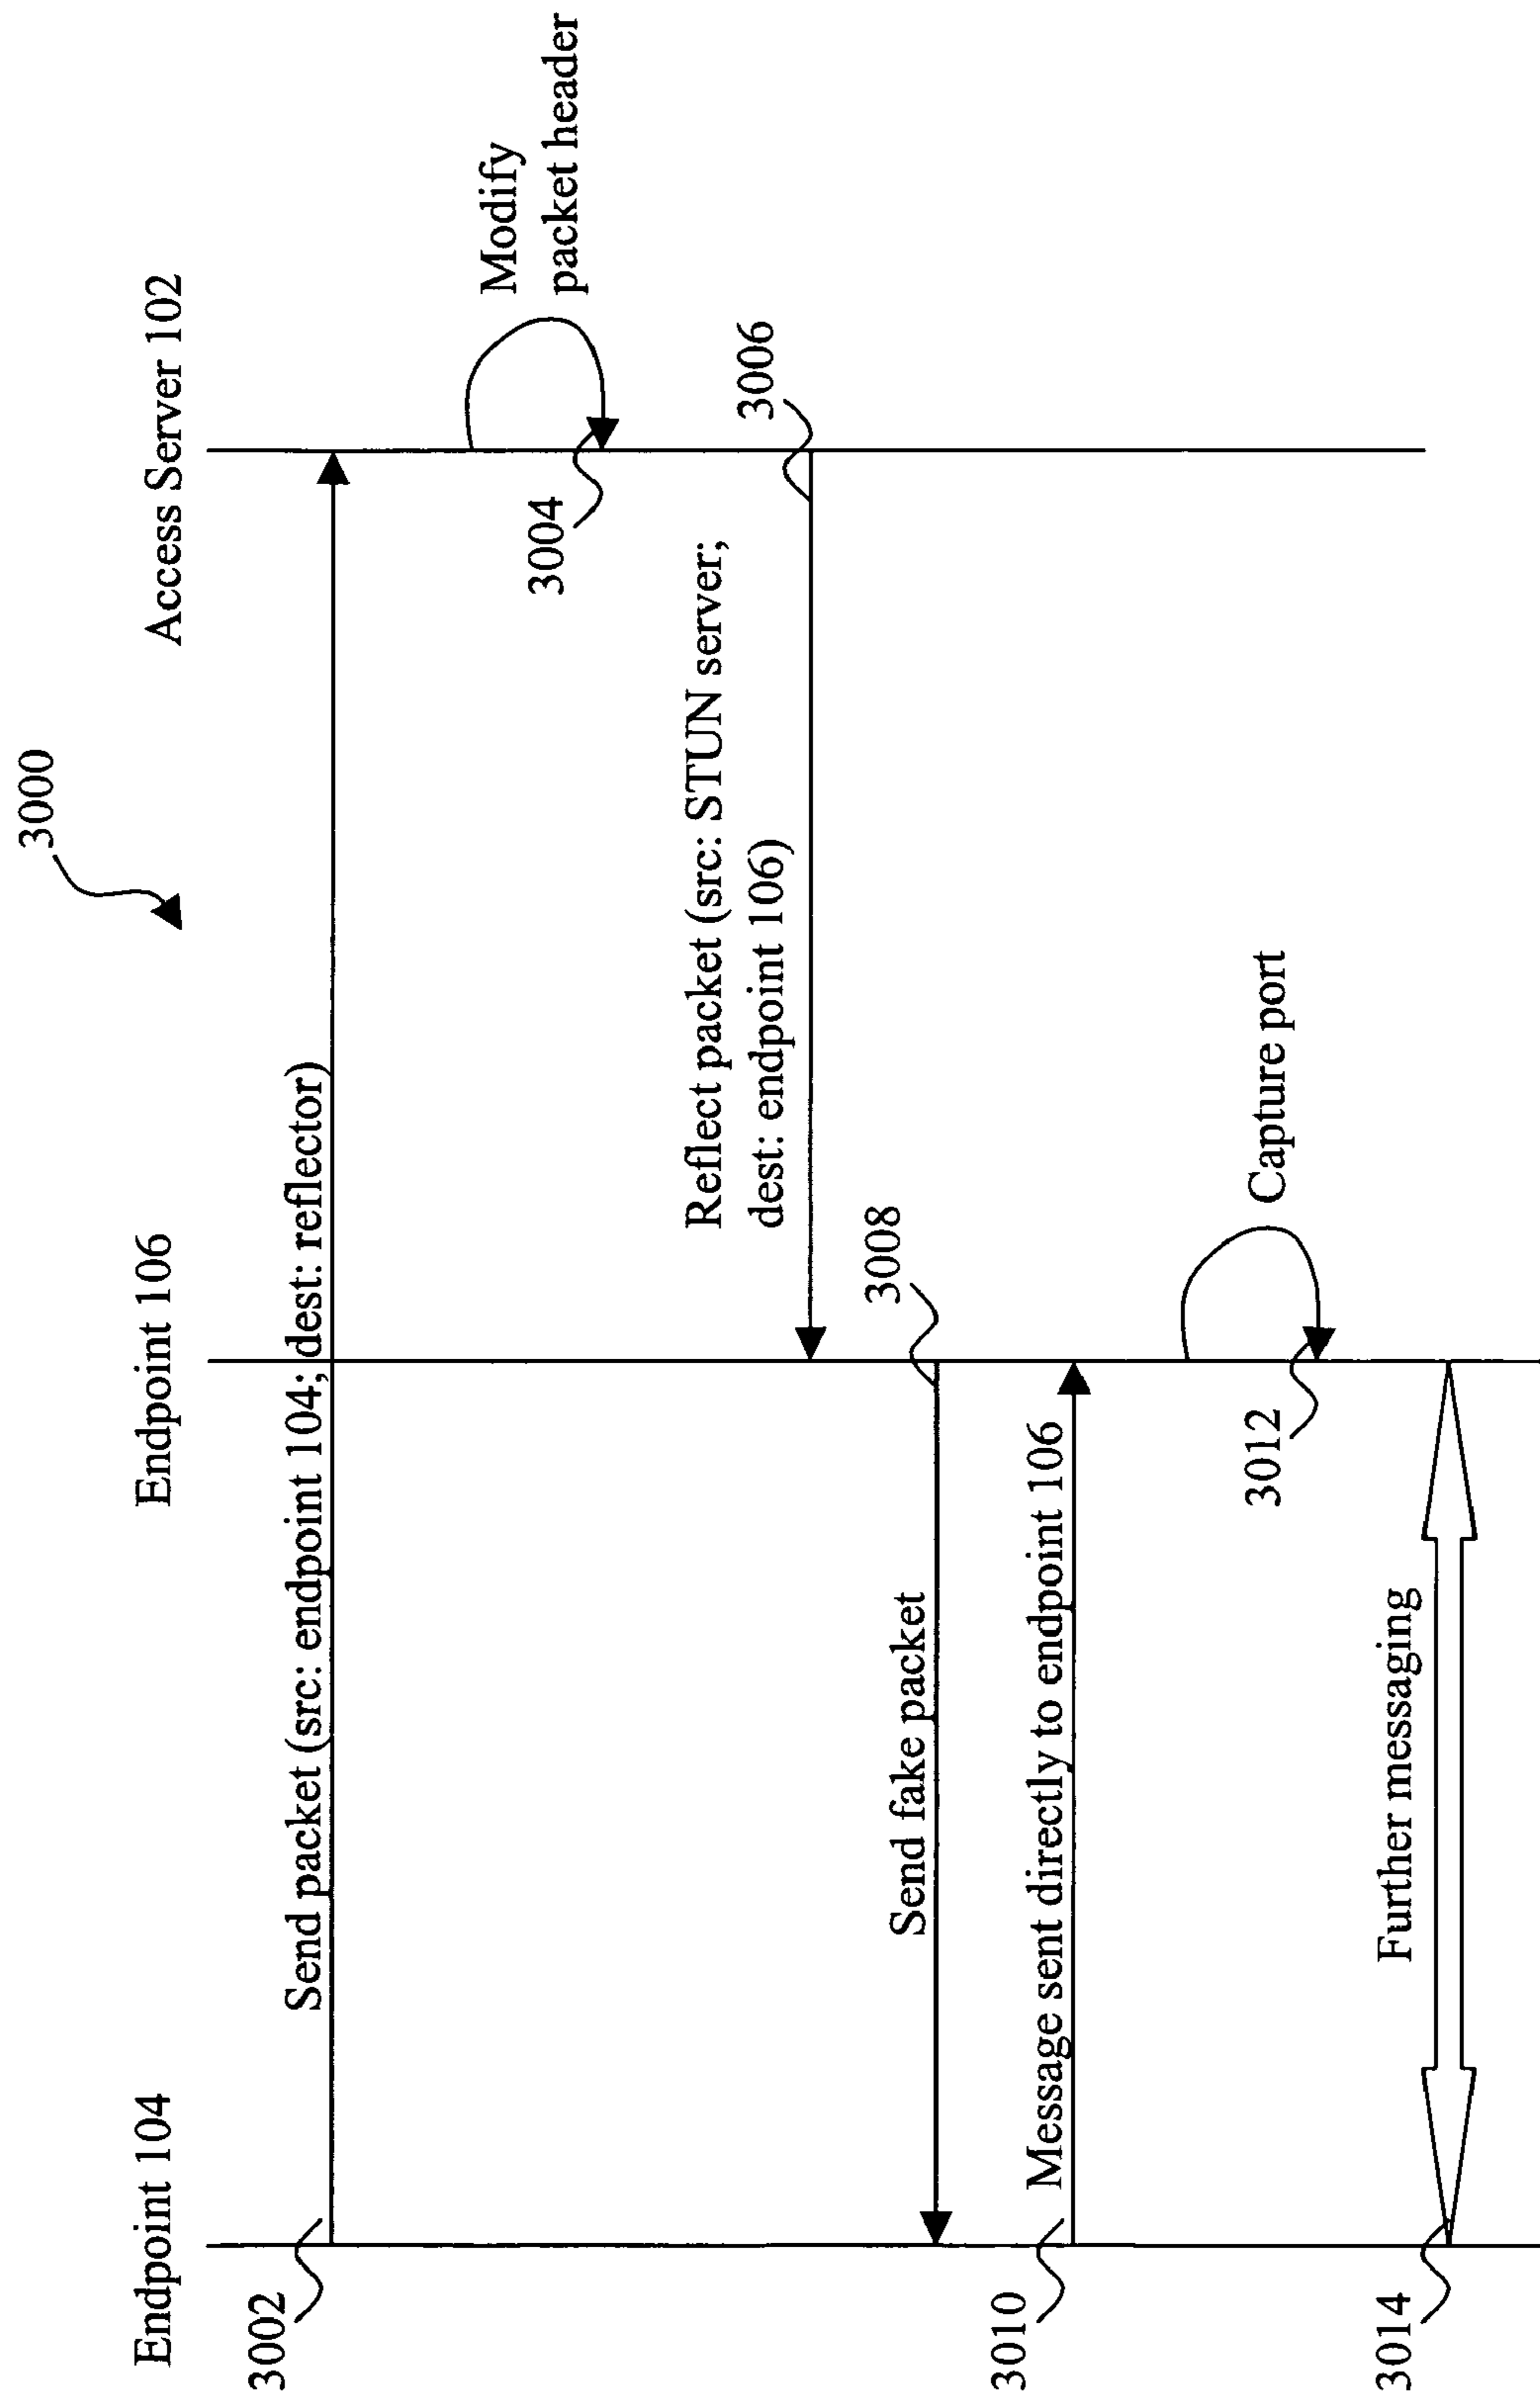 3000
Endpoint 104
Endpoint 106
Access Server 102
3002
Send packet (src: endpoint 104; dest: reflector)
Modify
packet header
3004
3006
Reflect packet (src: STUN server;
dest: endpoint 106)
3008
Send fake packet
3010
Message sent directly to endpoint 106
Capture port
3012
3014
Further messaging